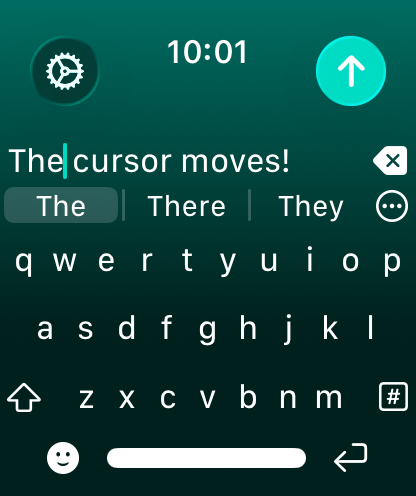 10:01
The cursor moves!
The There They
q w e r t y u i o p
a s d f g h j k l
z x c v b n m #